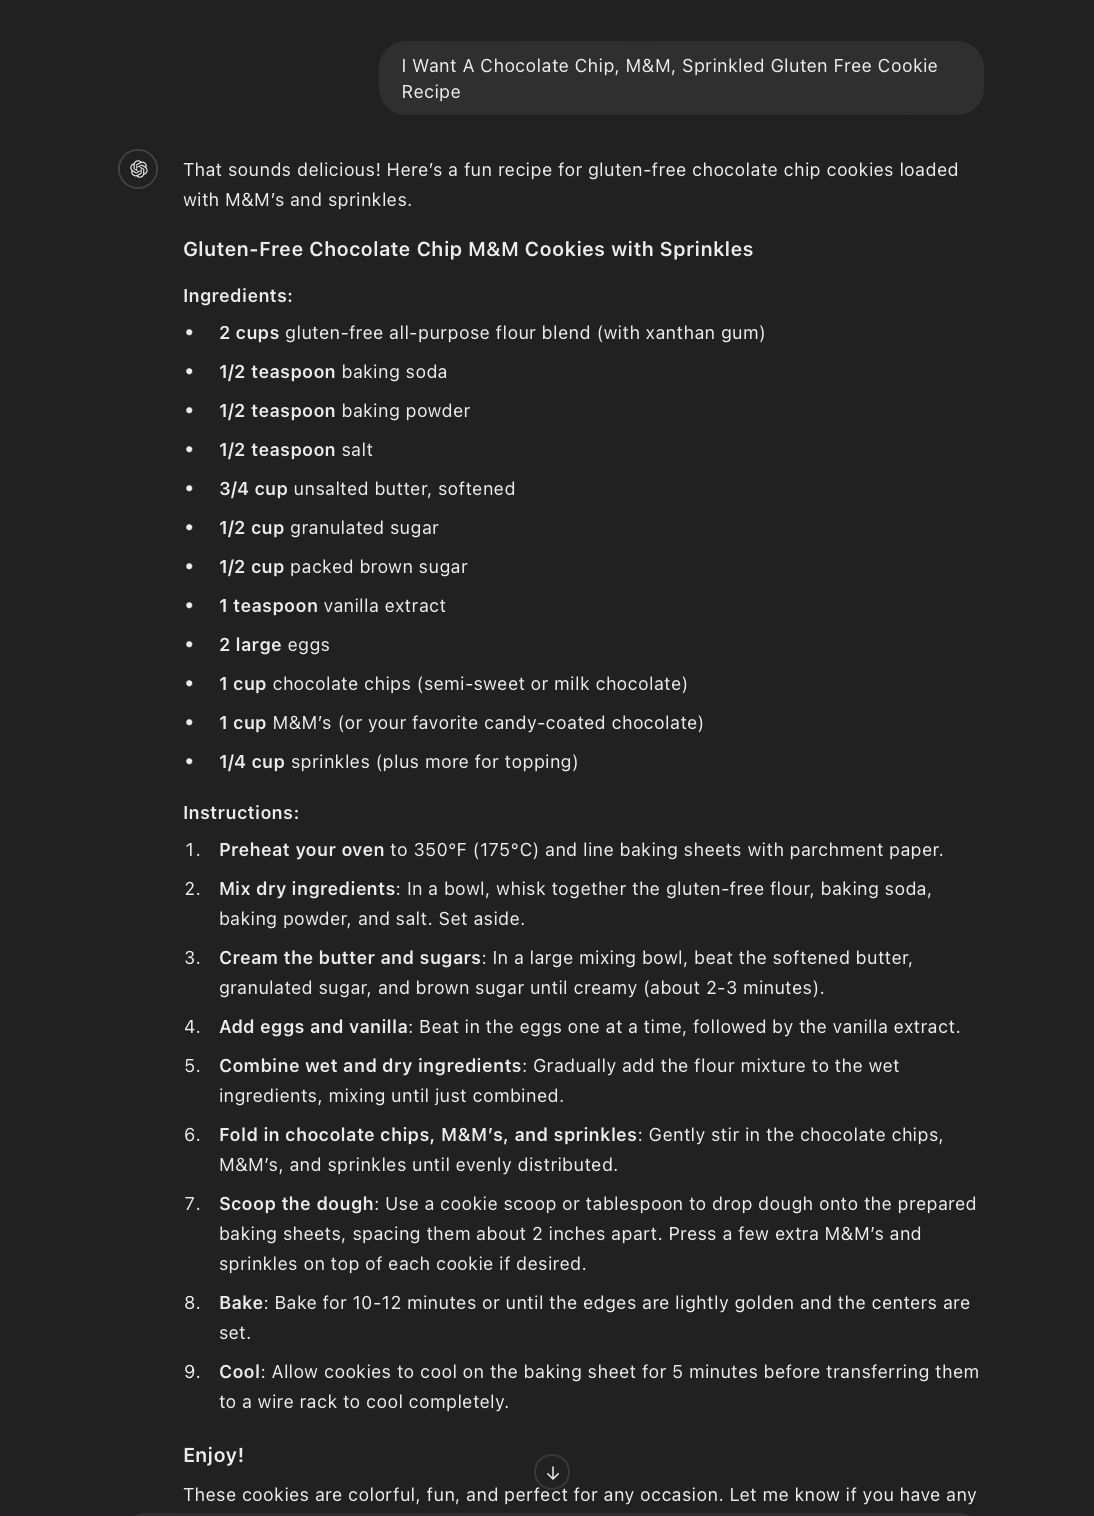 I Want A Chocolate Chip, M&M, Sprinkled Gluten Free Cookie
Recipe
That sounds delicious! Here’s a fun recipe for gluten-free chocolate chip cookies loaded
with M&M’s and sprinkles.
Gluten-Free Chocolate Chip M&M Cookies with Sprinkles
Ingredients:
• 2 cups gluten-free all-purpose flour blend (with xanthan gum)
• 1/2 teaspoon baking soda
• 1/2 teaspoon baking powder
• 1/2 teaspoon salt
• 3/4 cup unsalted butter, softened
• 1/2 cup granulated sugar
• 1/2 cup packed brown sugar
• 1 teaspoon vanilla extract
• 2 large eggs
• 1 cup chocolate chips (semi-sweet or milk chocolate)
• 1 cup M&M’s (or your favorite candy-coated chocolate)
• 1/4 cup sprinkles (plus more for topping)
Instructions:
1. Preheat your oven to 350°F (175°C) and line baking sheets with parchment paper.
2. Mix dry ingredients: In a bowl, whisk together the gluten-free flour, baking soda,
baking powder, and salt. Set aside.
3. Cream the butter and sugars: In a large mixing bowl, beat the softened butter,
granulated sugar, and brown sugar until creamy (about 2-3 minutes).
4. Add eggs and vanilla: Beat in the eggs one at a time, followed by the vanilla extract.
5. Combine wet and dry ingredients: Gradually add the flour mixture to the wet
ingredients, mixing until just combined.
6. Fold in chocolate chips, M&M’s, and sprinkles: Gently stir in the chocolate chips,
M&M’s, and sprinkles until evenly distributed.
7. Scoop the dough: Use a cookie scoop or tablespoon to drop dough onto the prepared
baking sheets, spacing them about 2 inches apart. Press a few extra M&M’s and
sprinkles on top of each cookie if desired.
8. Bake: Bake for 10-12 minutes or until the edges are lightly golden and the centers are
set.
9. Cool: Allow cookies to cool on the baking sheet for 5 minutes before transferring them
to a wire rack to cool completely.
Enjoy!
These cookies are colorful, fun, and perfect for any occasion. Let me know if you have any